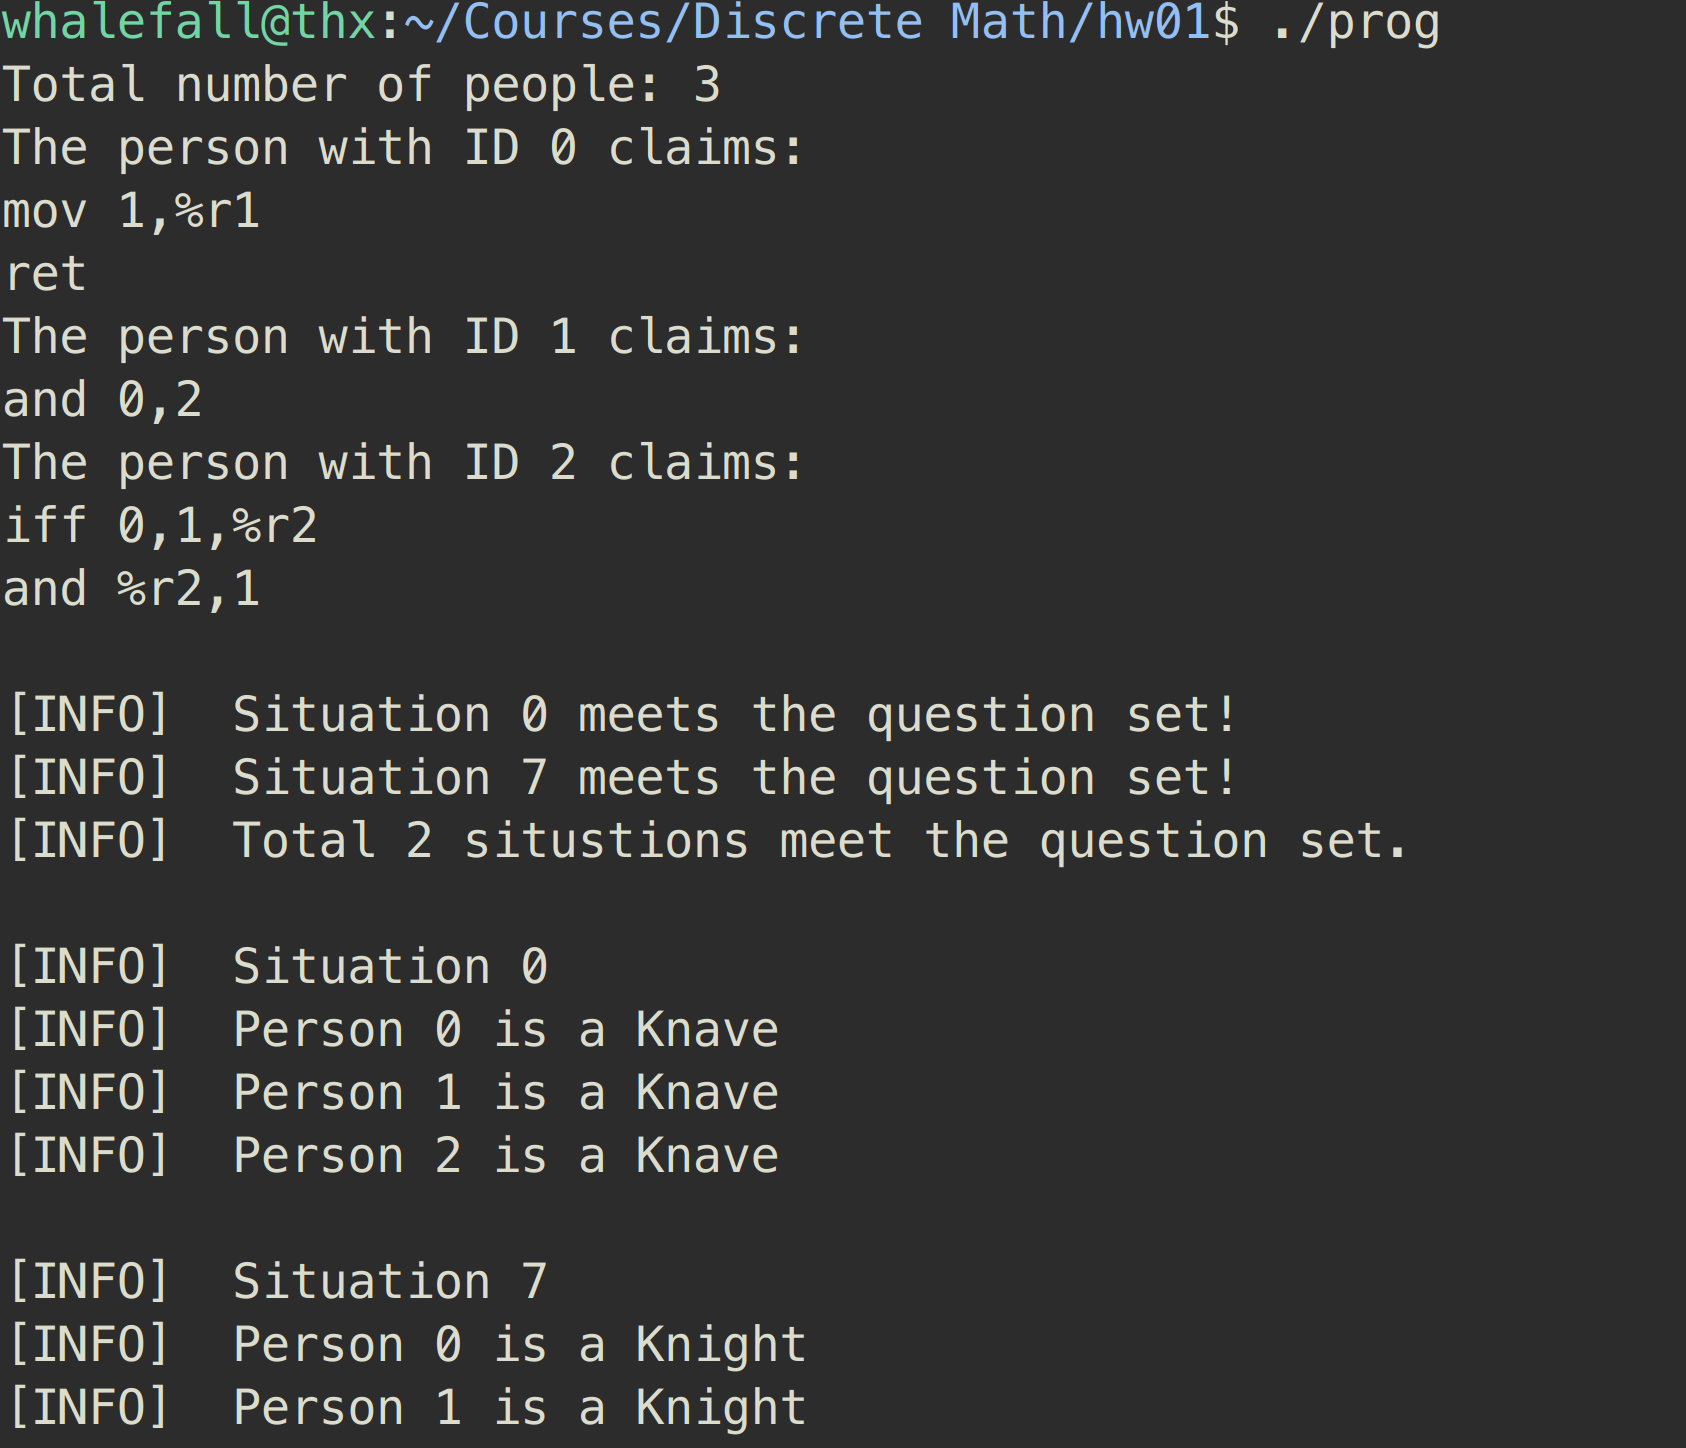 whalefall@thx:~/Courses/Discrete Math/hw01$ ./prog
Total number of people: 3
The person with ID 0 claims:
mov 1,%r1
ret
The person with ID 1 claims:
and 0,2
The person with ID 2 claims:
iff 0,1,%r2
and %r2,1
[INFO]  Situation 0 meets the question set!
[INFO]  Situation 7 meets the question set!
[INFO]  Total 2 situstions meet the question set.
[INFO]  Situation 0
[INFO]  Person 0 is a Knave
[INFO]  Person 1 is a Knave
[INFO]  Person 2 is a Knave
[INFO]  Situation 7
[INFO]  Person 0 is a Knight
[INFO]  Person 1 is a Knight